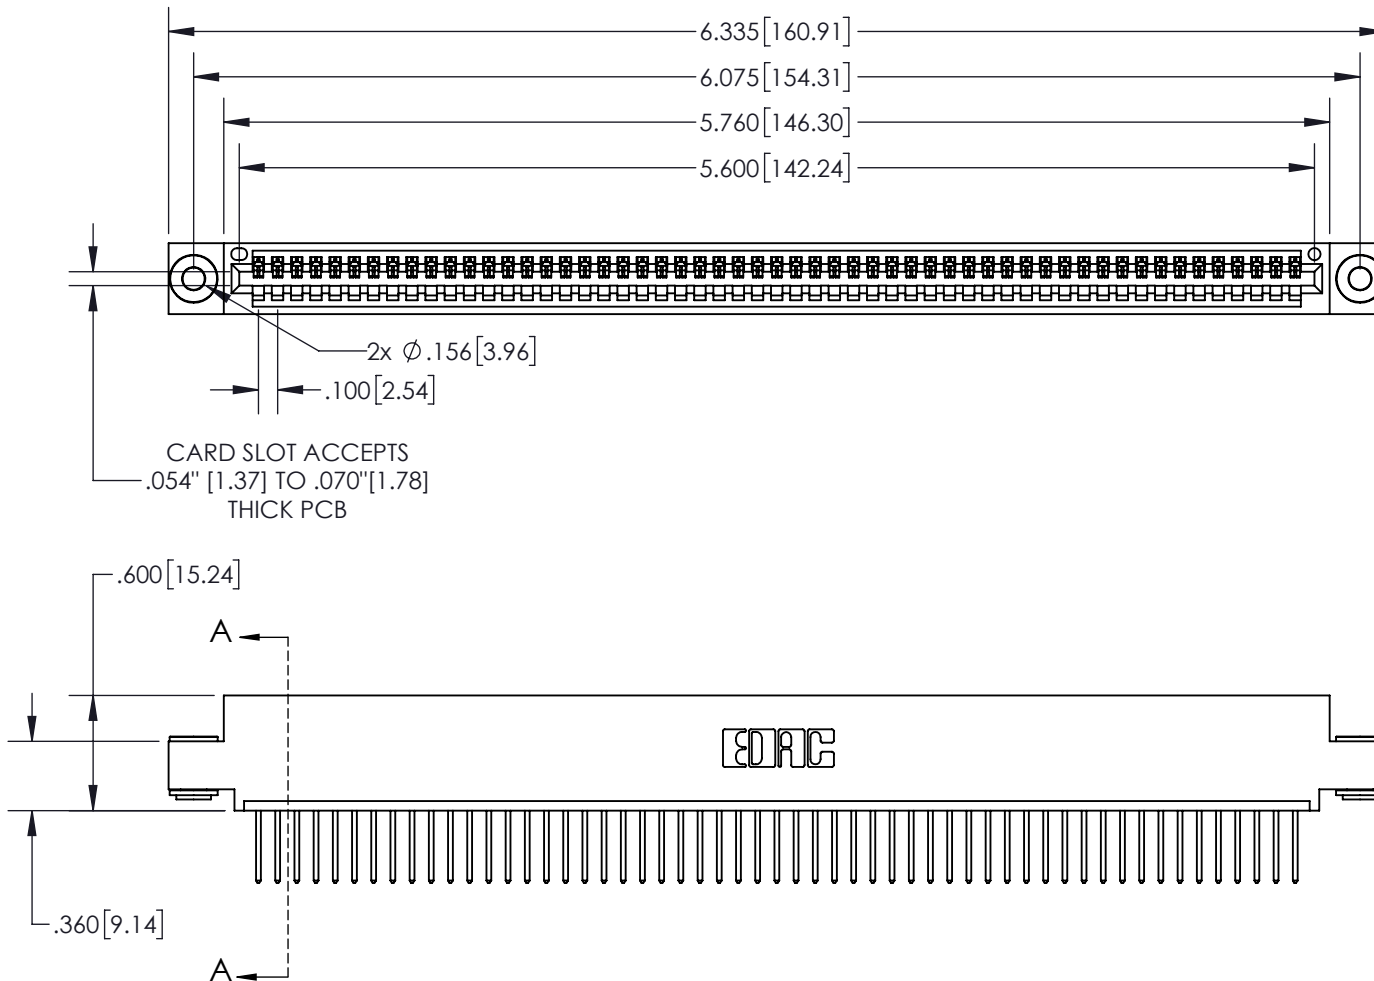 6.335[160.91]
6.075[154.31]
5.760[146.30]
5.600[142.24]
2x Ø.156[3.96]
.100[2.54]
CARD SLOT ACCEPTS
.054" [1.37] TO .070"[1.78]
THICK PCB
.600[15.24]
A
EDAC
.360[9.14]
A